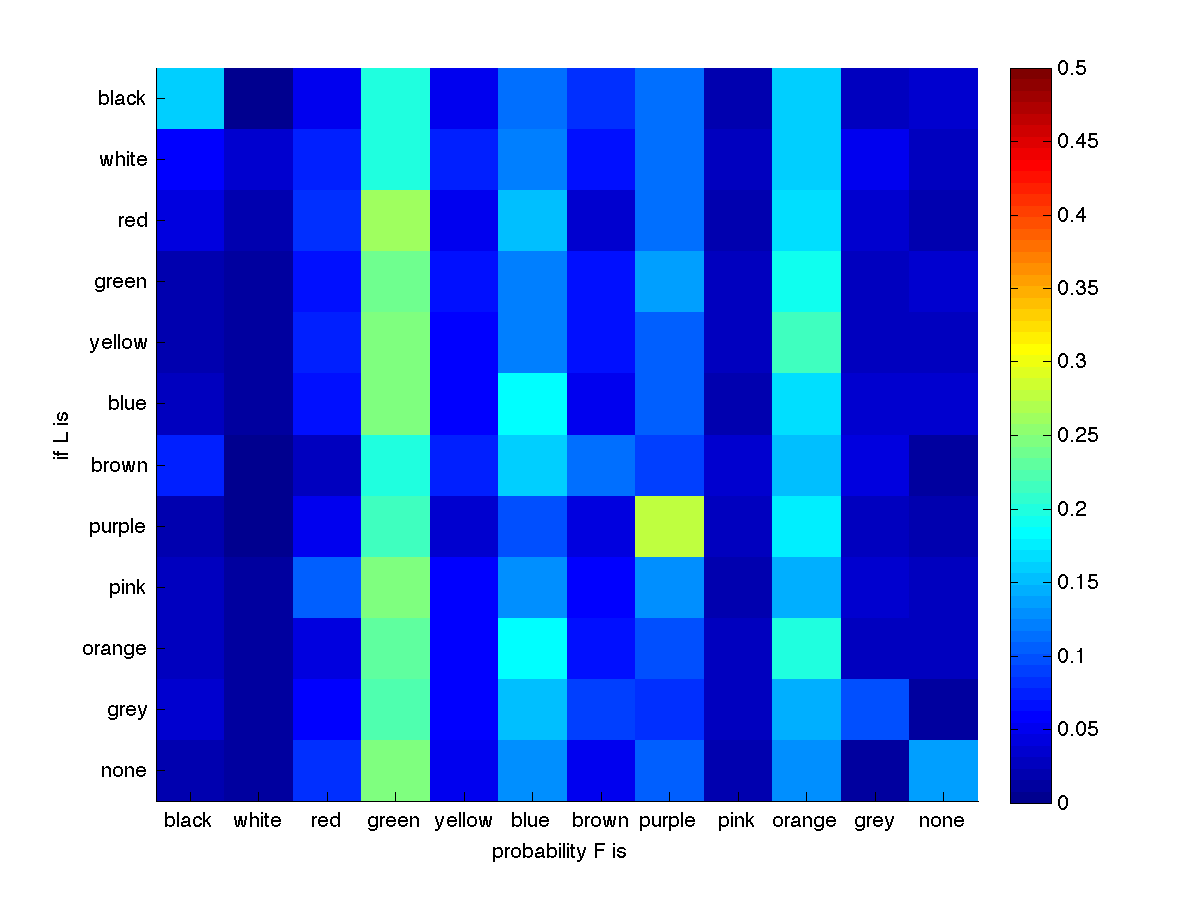 if L is
black
white
red
green
yellow
blue
brown
purple
pink
orange
grey
none
black white red green yellow blue brown purple pink orange grey none
probability F is
0.5
0.45
0.4
0.35
0.3
0.25
0.2
0.15
0.1
0.05
0